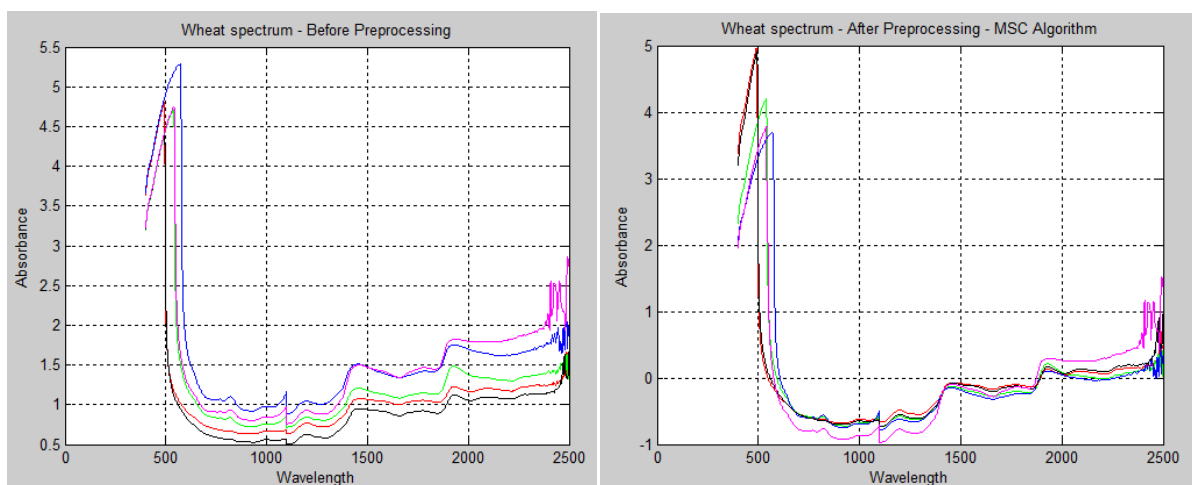 Wheat spectrum - Before Preprocessing
5.5
5
4.5
4
3.5
3
2.5
2
1.5
1
0.5
Absorbance
0 500 1000 1500 2000 2500
Wavelength
Wheat spectrum - After Preprocessing - MSC Algorithm
5
4
3
2
1
0
-1
Absorbance
0 500 1000 1500 2000 2500
Wavelength